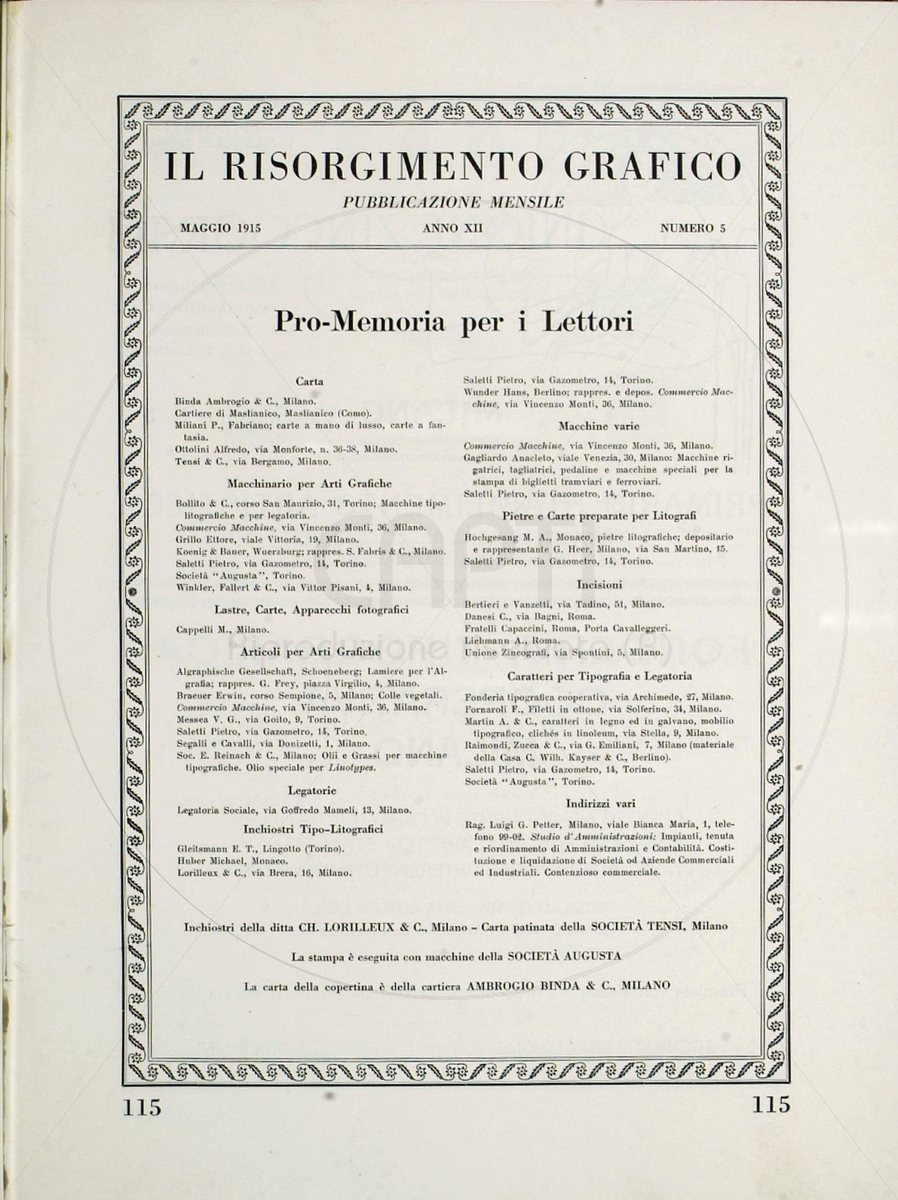 IL RISORGIMENTO GRAFICO
PUBBLICAZIONE MENSILE
MAGGIO 1915 ANNO XII NUMERO 5
Pro-Memoria per i Lettori
Carta
Binda Ambrogio & C., Milano.
Cartiere di Maslianico, Maslianico (Como).
Miliani P., Fabriano; carte a mano di lusso, carte a fan-
tasia.
Ottolini Alfredo, via Monforte, n. 36-38, Milano.
Tensi & C., via Bergamo, Milano.
Macchinario per Arti Grafiche
Bollito & C., corso San Maurizio, 31, Torino; Macchine tipo-
litografiche e per legatoria.
Commercio Macchine, via Vincenzo Monti, 36, Milano.
Grillo Ettore, viale Vittoria, 19, Milano.
Koenig & Bauer, Wuerzburg; rappres. S. Fabris & C., Milano.
Saletti Pietro, via Gazometro, 14, Torino.
Società "Augusta", Torino.
Winkler, Fallert & C., via Vittor Pisani, 4, Milano.
Lastre, Carte, Apparecchi fotografici
Cappelli M., Milano.
Articoli per Arti Grafiche
Algraphische Gesellschaft, Schoeneberg; Lamiere per l'Al-
grafia; rappres. G. Frey, piazza Virgilio, 4, Milano.
Braeuer Erwin, corso Sempione, 5, Milano; Colle vegetali.
Commercio Macchine, via Vincenzo Monti, 36, Milano.
Messea V. G., via Goito, 9, Torino.
Saletti Pietro, via Gazometro, 14, Torino.
Segalli e Cavalli, via Donizetti, 1, Milano.
Soc. E. Reinach & C., Milano; Olii e Grassi per macchine
tipografiche. Olio speciale per Linotypes.
Legatorie
Legatoria Sociale, via Goffredo Mameli, 13, Milano.
Inchiostri Tipo-Litografici
Gleitsmann E. T., Lingotto (Torino).
Huber Michael, Monaco.
Lorilleux & C., via Brera, 16, Milano.
Saletti Pietro, via Gazometro, 14, Torino.
Wunder Hans, Berlino; rappres. e depos. Commercio Mac-
chine, via Vincenzo Monti, 36, Milano.
Macchine varie
Commercio Macchine, via Vincenzo Monti, 36, Milano.
Gagliardo Anacleto, viale Venezia, 30, Milano: Macchine ri-
gatrici, tagliatrici, pedaline e macchine speciali per la
stampa di biglietti tramviari e ferroviari.
Saletti Pietro, via Gazometro, 14, Torino.
Pietre e Carte preparate per Litografi
Hochgesang M. A., Monaco, pietre litografiche; depositario
e rappresentante G. Heer, Milano, via San Martino, 15.
Saletti Pietro, via Gazometro, 14, Torino.
Incisioni
Bertieri e Vanzetti, via Tadino, 51, Milano.
Danesi C., via Bagni, Roma.
Fratelli Capaccini, Roma, Porta Cavalleggeri.
Liebmann A., Roma.
Unione Zincografi, via Spontini, 5, Milano.
Caratteri per Tipografia e Legatoria
Fonderia tipografica cooperativa, via Archimede, 27, Milano.
Fornaroli F., Filetti in ottone, via Solferino, 34, Milano.
Martin A. & C., caratteri in legno ed in galvano, mobilio
tipografico, clichés in linoleum, via Stella, 9, Milano.
Raimondi, Zucca & C., via G. Emiliani, 7, Milano (materiale
della Casa C. Wilh. Kayser & C., Berlino).
Saletti Pietro, via Gazometro, 14, Torino.
Società "Augusta", Torino.
Indirizzi vari
Rag. Luigi G. Petter, Milano, viale Bianca Maria, 1, tele-
fono 99-02. Studio d'Amministrazioni: Impianti, tenuta
e riordinamento di Amministrazioni e Contabilità. Costi-
tuzione e liquidazione di Società od Aziende Commerciali
ed Industriali. Contenzioso commerciale.
Inchiostri della ditta CH. LORILLEUX & C., Milano – Carta patinata della SOCIETÀ TENSI, Milano
La stampa è eseguita con macchine della SOCIETÀ AUGUSTA
La carta della copertina è della cartiera AMBROGIO BINDA & C., MILANO
115 115